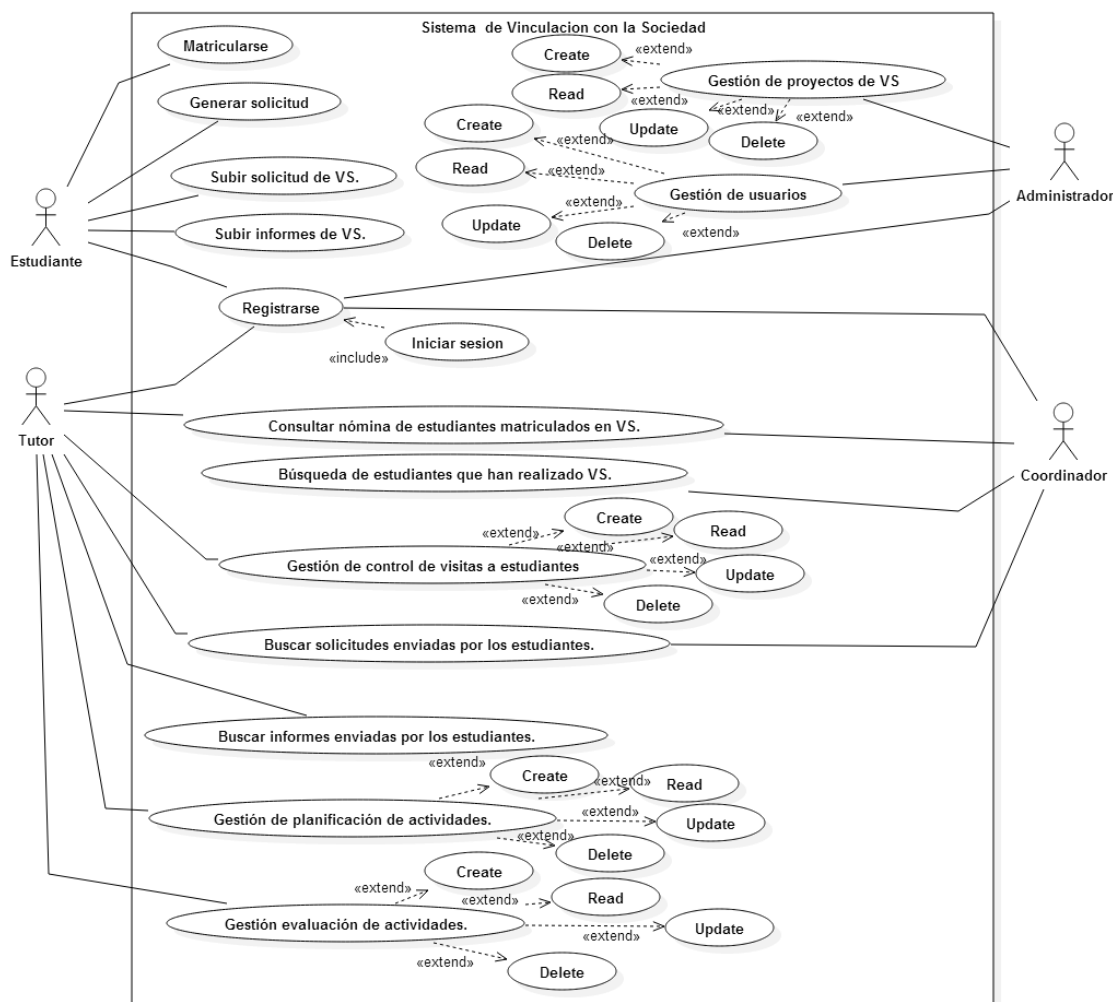 Sistema de Vinculacion con la Sociedad
Matricularse
Create
«extend»
Gestión de proyectos de VS
Read
«extend»
Generar solicitud
«extend»
«extend»
Create
Update
Delete
«extend»
Read
Subir solicitud de VS.
Gestión de usuarios
Administrador
Update
«extend»
Subir informes de VS.
Delete
«extend»
Estudiante
Registrarse
Iniciar sesion
«include»
Tutor
Consultar nómina de estudiantes matriculados en VS.
Búsqueda de estudiantes que han realizado VS.
Coordinador
Create
«extend»
Read
«extend»
«extend»
Gestión de control de visitas a estudiantes
Update
«extend»
Delete
Buscar solicitudes enviadas por los estudiantes.
Buscar informes enviadas por los estudiantes.
«extend»
Create
«extend»
Read
Gestión de planificación de actividades.
«extend»
Update
«extend»
Delete
Create
«extend»
«extend»
Read
Gestión evaluación de actividades.
«extend»
Update
«extend»
Delete